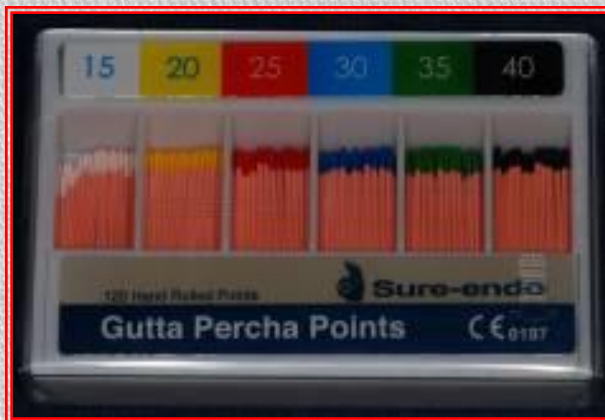 15 20 25 30 35 40
120 Hand Rolled Points
Sure-endo
Gutta Percha Points CE 0197